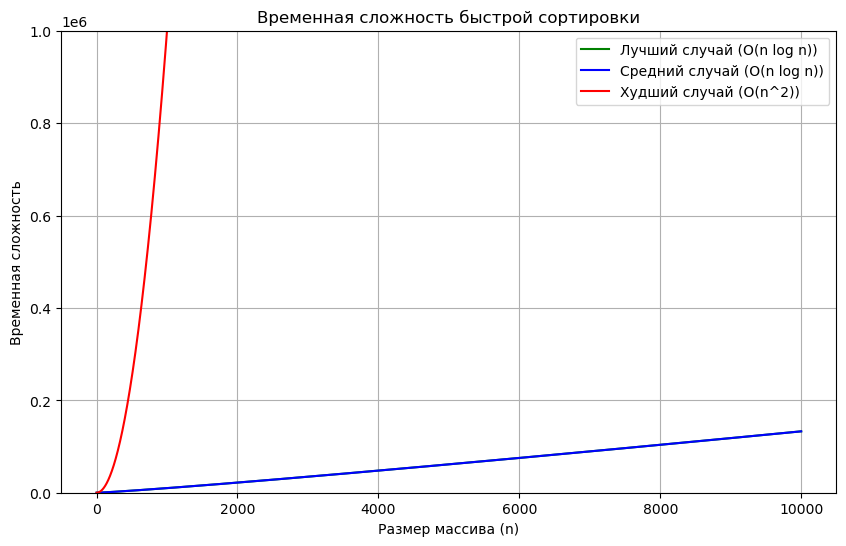 Временная сложность быстрой сортировки
1e6
1.0
0.8
0.6
0.4
0.2
0.0
Временная сложность
Лучший случай (O(n log n))
Средний случай (O(n log n))
Худший случай (O(n^2))
0
2000
4000
6000
8000
10000
Размер массива (n)